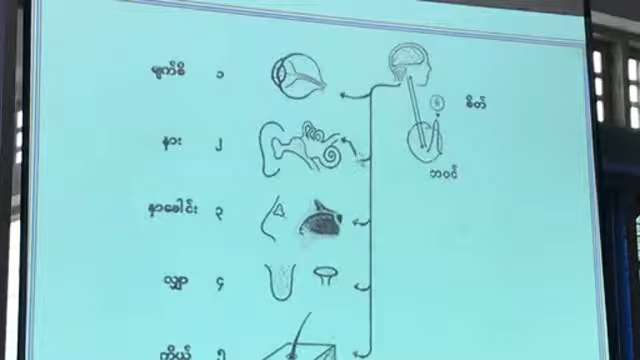 မျက်စိ ၁
စိတ်
နား ၂
ဘဝင်
နှာခေါင်း ၃
လျှာ ၄
ကိုယ် ၅